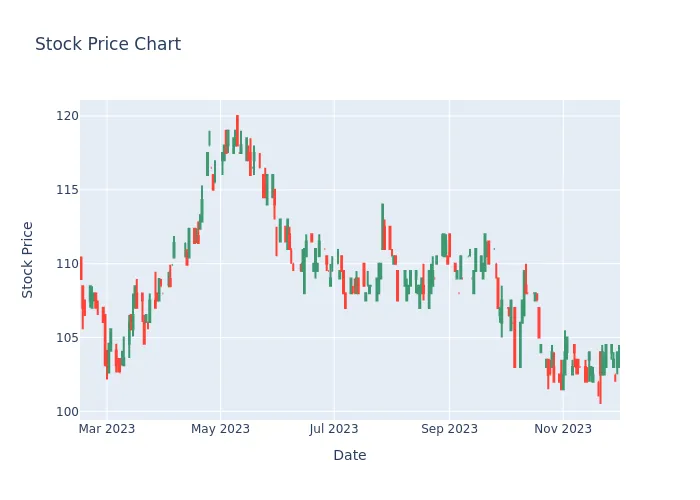 Stock Price Chart
Stock Price
120
115
110
105
100
Mar 2023
May 2023
Jul 2023
Sep 2023
Nov 2023
Date